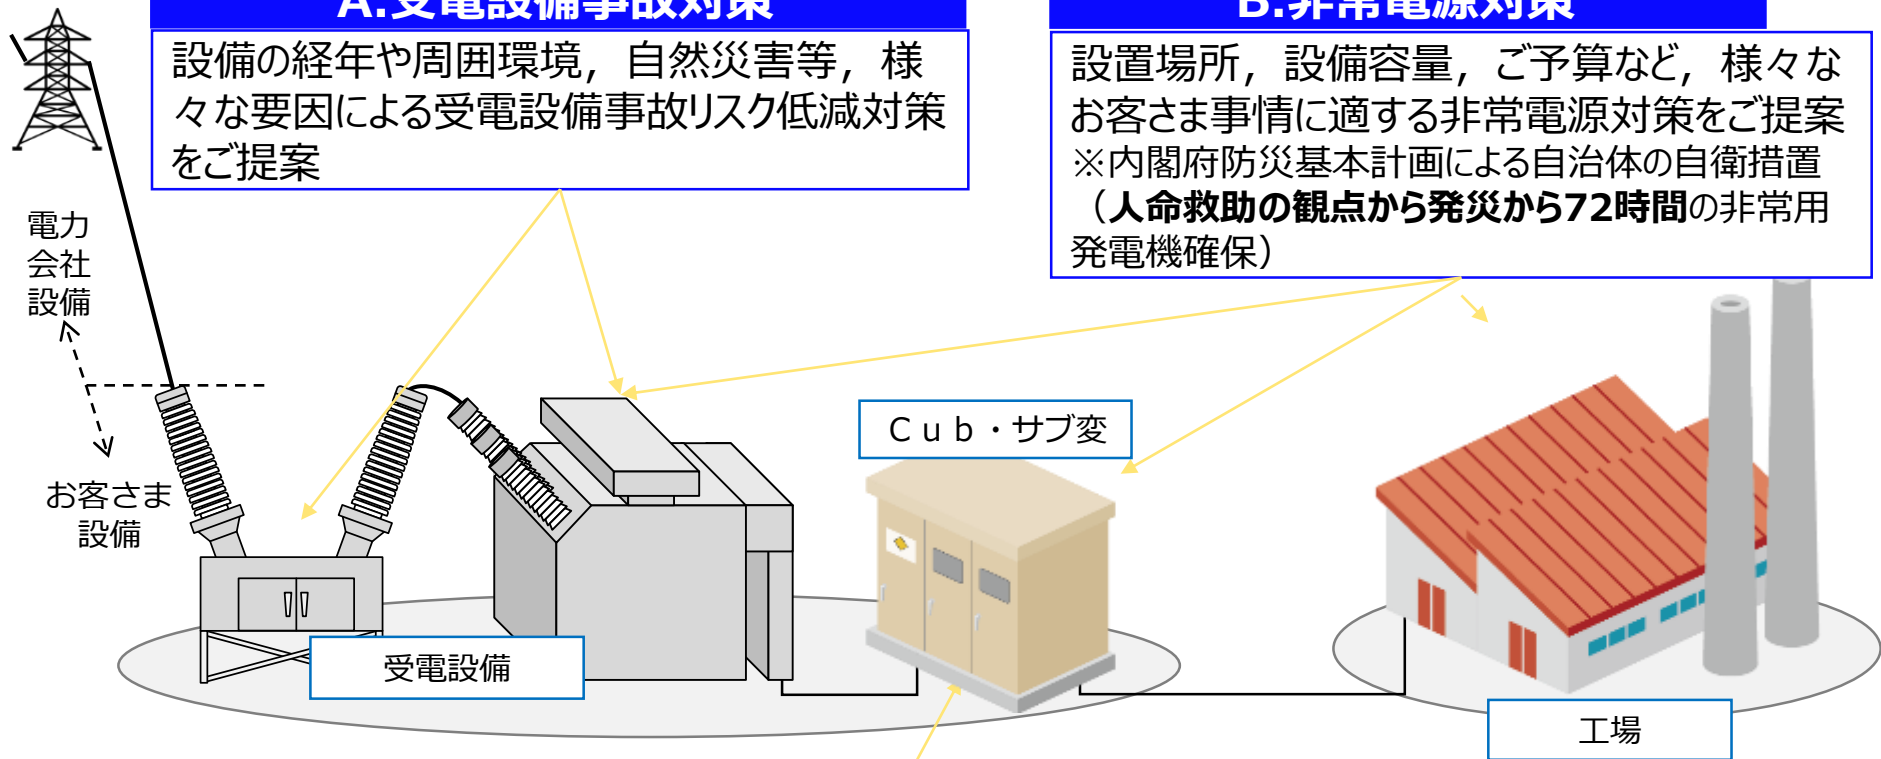 A.受電設備事故対策
設備の経年や周囲環境，自然災害等，様
々な要因による受電設備事故リスク低減対策
をご提案
B.非常電源対策
設置場所，設備容量，ご予算など，様々な
お客さま事情に適する非常電源対策をご提案
※内閣府防災基本計画による自治体の自衛措置
（人命救助の観点から発災から72時間の非常用
発電機確保）
電力
会社
設備
お客さま
設備
Ｃｕｂ・サブ変
受電設備
工場